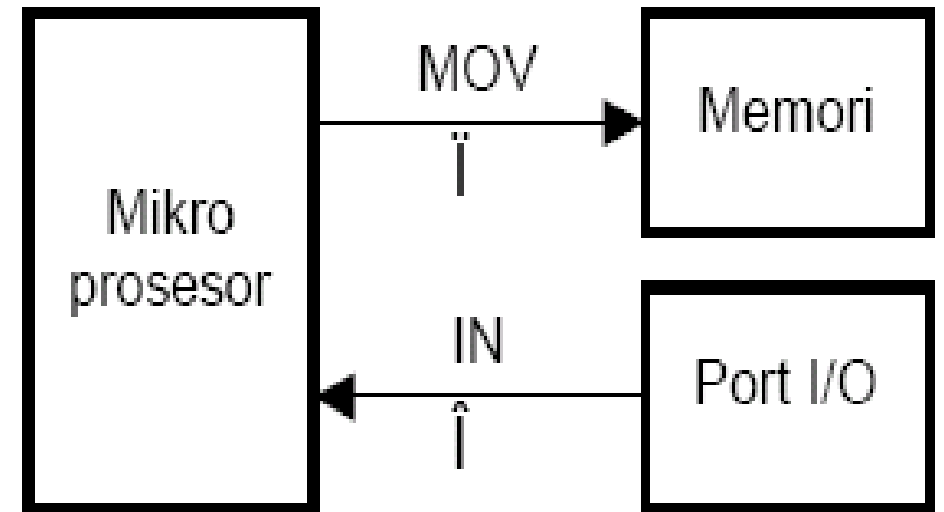 MOV
Ï
Memori
Mikro
prosesor
IN
Î
Port I/O